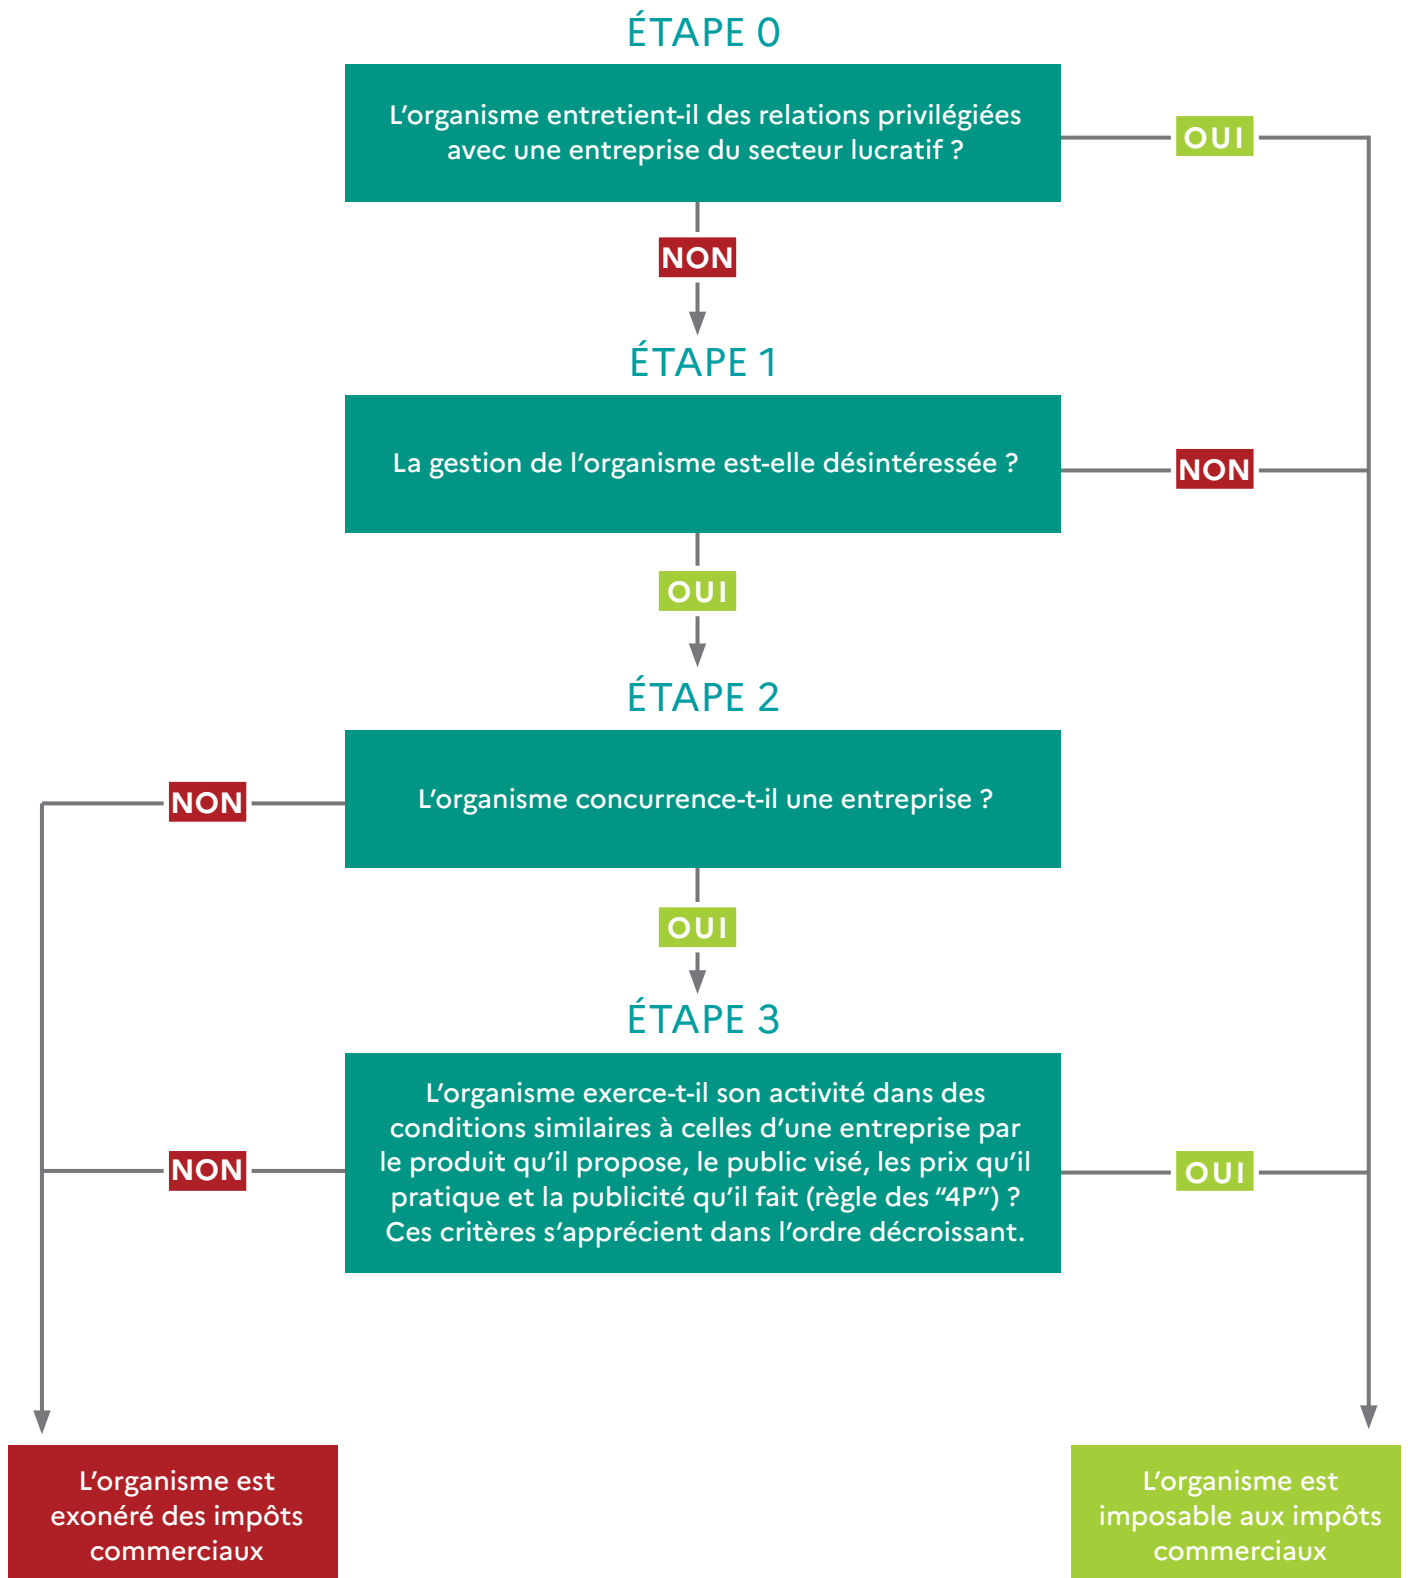 ÉTAPE 0
L'organisme entretient-il des relations privilégiées
avec une entreprise du secteur lucratif ?
OUI
NON
ÉTAPE 1
La gestion de l'organisme est-elle désintéressée ?
NON
OUI
ÉTAPE 2
NON
L'organisme concurrence-t-il une entreprise ?
OUI
ÉTAPE 3
L'organisme exerce-t-il son activité dans des
conditions similaires à celles d'une entreprise par
le produit qu'il propose, le public visé, les prix qu'il
pratique et la publicité qu'il fait (règle des “4P”) ?
Ces critères s'apprécient dans l'ordre décroissant.
NON
OUI
L'organisme est
exonéré des impôts
commerciaux
L'organisme est
imposable aux impôts
commerciaux